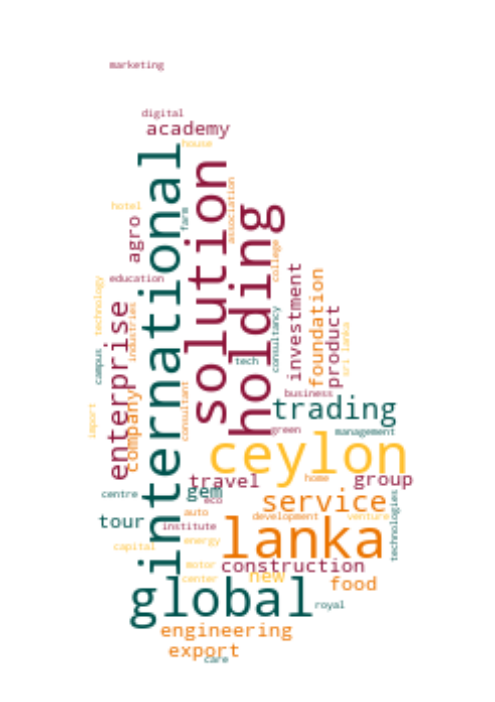 marketing
digital
academy
house
international
solution
association
hotel
farm
holding
agro
college
education
investment
foundation
technology
industries
enterprise
product
consultancy
sri lanka
campus
tech
consultant
business
company
import
trading
green
management
ceylon
travel
home
group
gem
centre
eco
service
technologies
auto
tour
development
venture
institute
lanka
energy
capital
motor
construction
center
new
food
global
royal
engineering
export
care